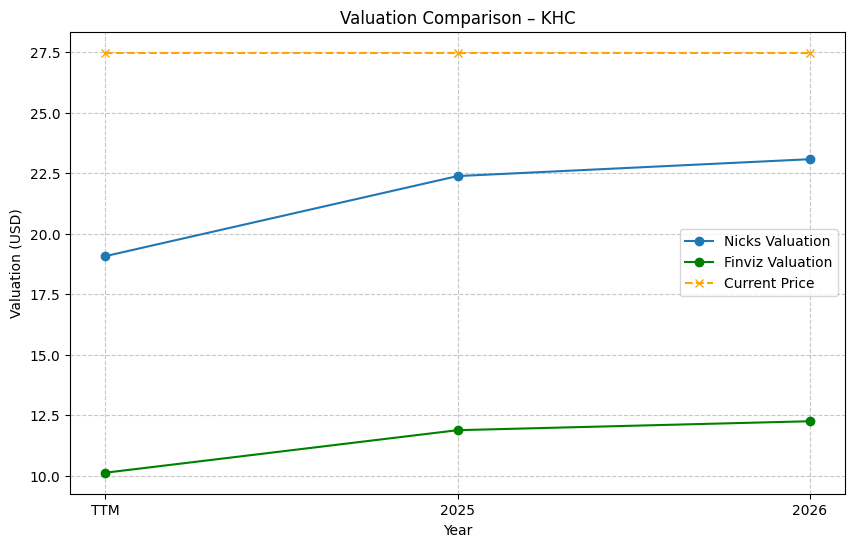 Valuation Comparison – KHC
Valuation (USD)
27.5
25.0
22.5
20.0
17.5
15.0
12.5
10.0
Nicks Valuation
Finviz Valuation
Current Price
TTM
2025
2026
Year